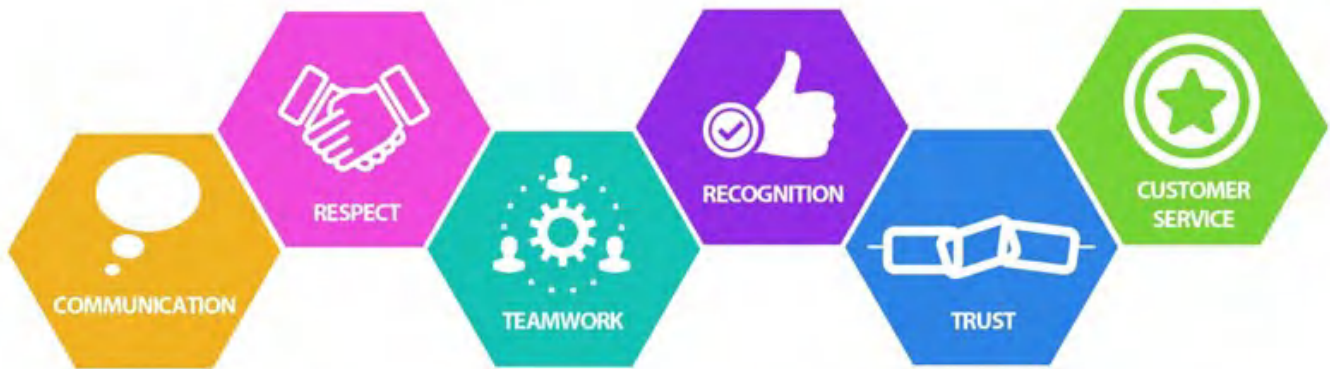 COMMUNICATION
RESPECT
TEAMWORK
RECOGNITION
TRUST
CUSTOMER
SERVICE